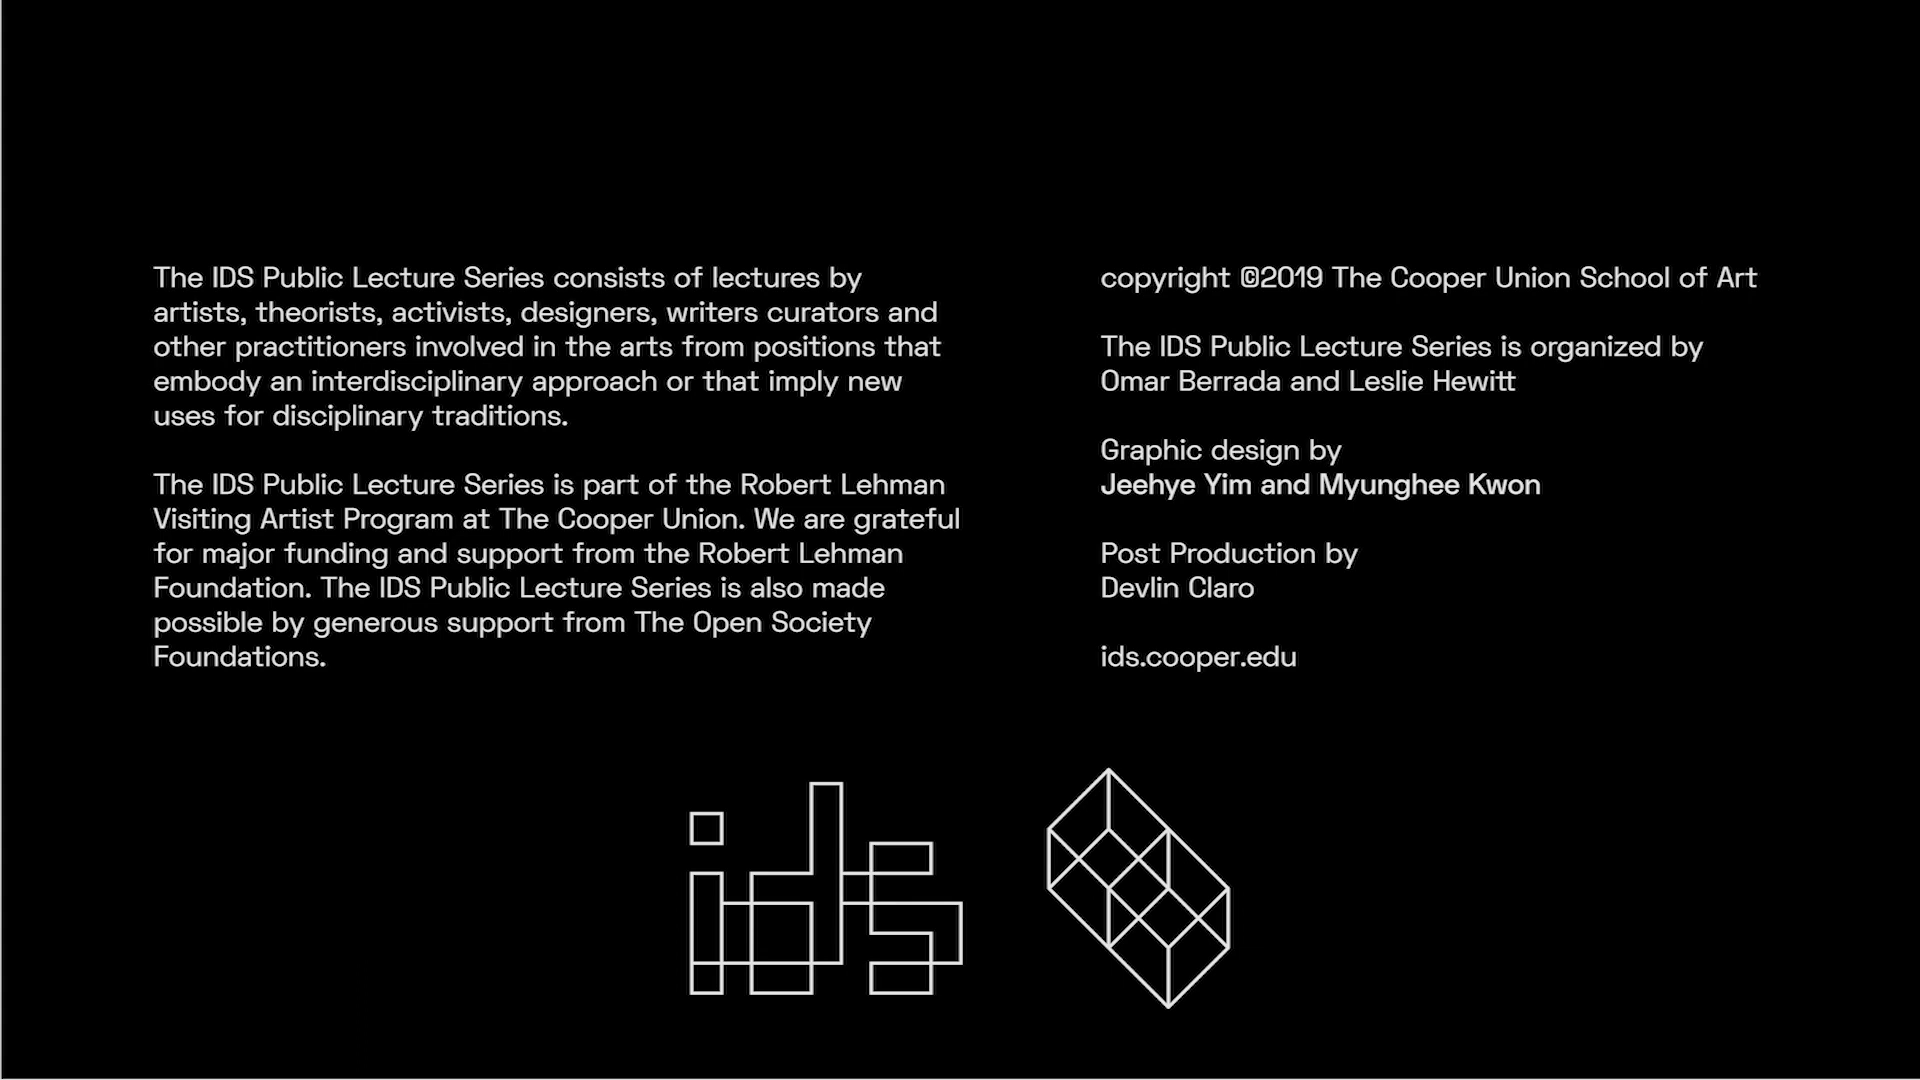 The IDS Public Lecture Series consists of lectures by
artists, theorists, activists, designers, writers curators and
other practitioners involved in the arts from positions that
embody an interdisciplinary approach or that imply new
uses for disciplinary traditions.
The IDS Public Lecture Series is part of the Robert Lehman
Visiting Artist Program at The Cooper Union. We are grateful
for major funding and support from the Robert Lehman
Foundation. The IDS Public Lecture Series is also made
possible by generous support from The Open Society
Foundations.
copyright ©2019 The Cooper Union School of Art
The IDS Public Lecture Series is organized by
Omar Berrada and Leslie Hewitt
Graphic design by
Jeehye Yim and Myunghee Kwon
Post Production by
Devlin Claro
ids.cooper.edu
ids